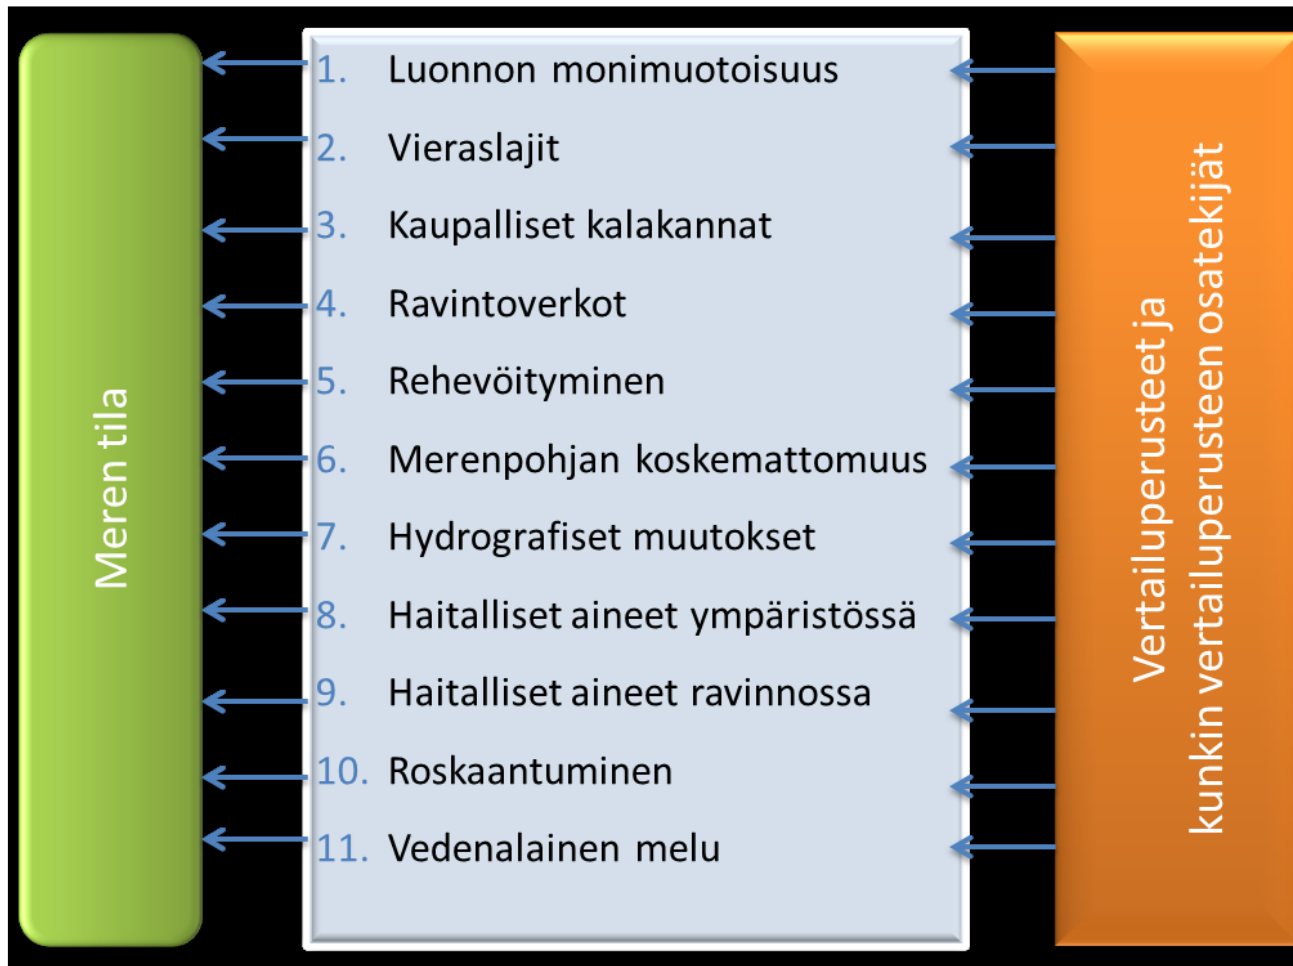 Meren tila
1. Luonnon monimuotoisuus
2. Vieraslajit
3. Kaupalliset kalakannat
4. Ravintoverkot
5. Rehevöityminen
6. Merenpohjan koskemattomuus
7. Hydrografiset muutokset
8. Haitalliset aineet ympäristössä
9. Haitalliset aineet ravinnossa
10. Roskaantuminen
11. Vedenalainen melu
Vertailuperusteet ja
kunkin vertailuperusteen osatekijät